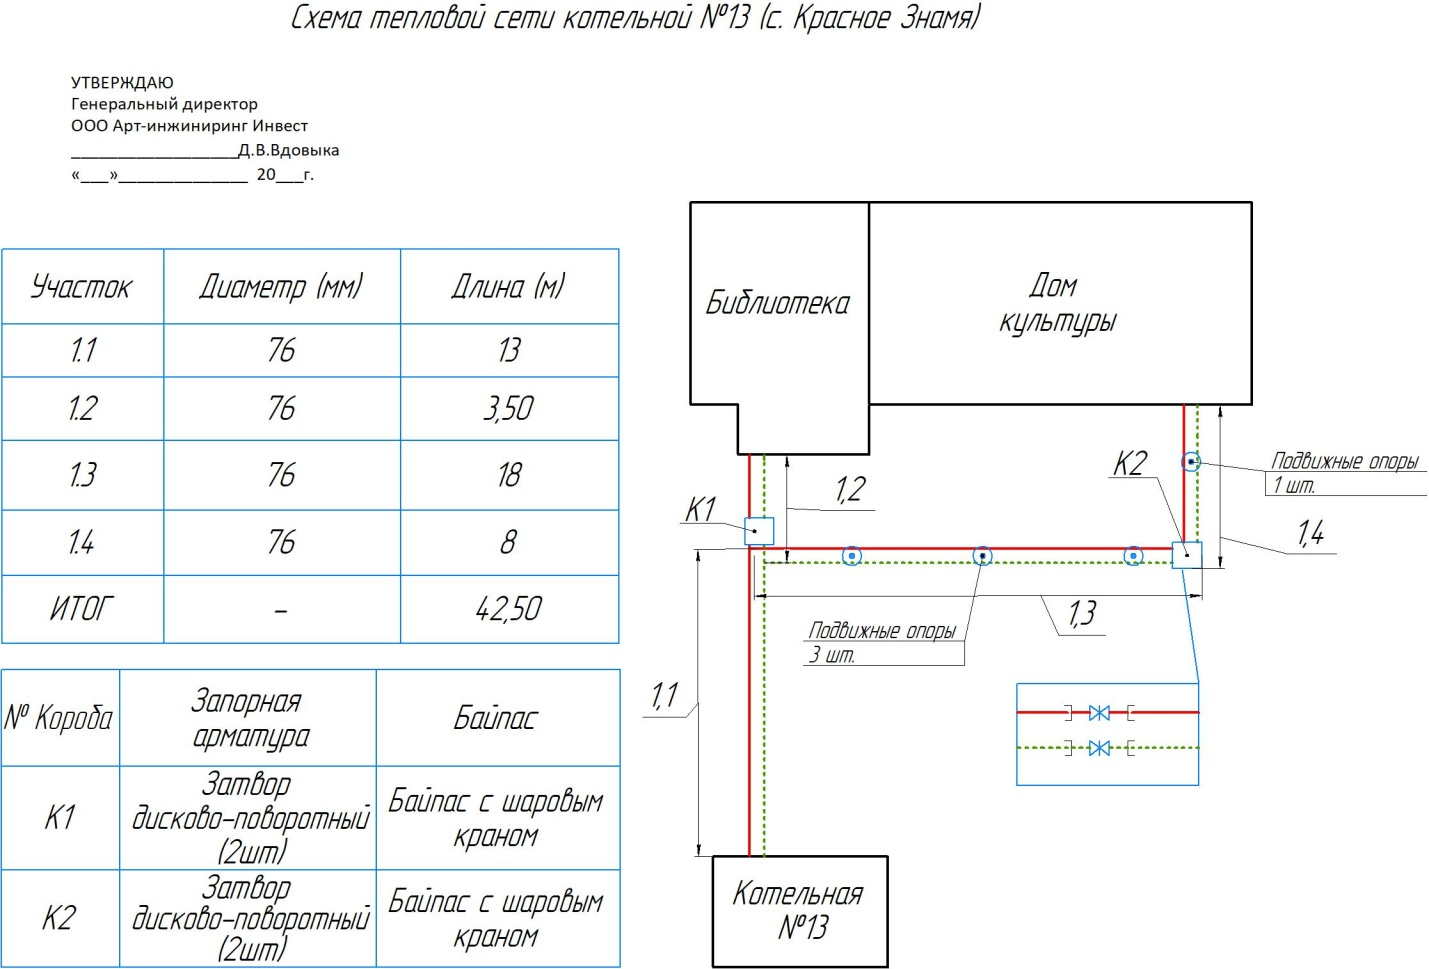 Схема тепловой сети котельной №13 (с. Красное Знамя)
УТВЕРЖДАЮ
Генеральный директор
ООО Арт-инжиниринг Инвест
__________________Д.В.Вдовыка
«___»______________ 20___г.
Участок Диаметр (мм) Длина (м)
1.1 76 13
1.2 76 3,50
1.3 76 18
1.4 76 8
ИТОГ - 42,50
№ Короба Запорная арматура Байпас
К1 Затвор дисково-поворотный (2шт) Байпас с шаровым краном
К2 Затвор дисково-поворотный (2шт) Байпас с шаровым краном
Библиотека
Дом
культуры
К1
1,2
К2
Подвижные опоры
1 шт.
1,4
1,3
Подвижные опоры
3 шт.
1,1
Котельная
№13